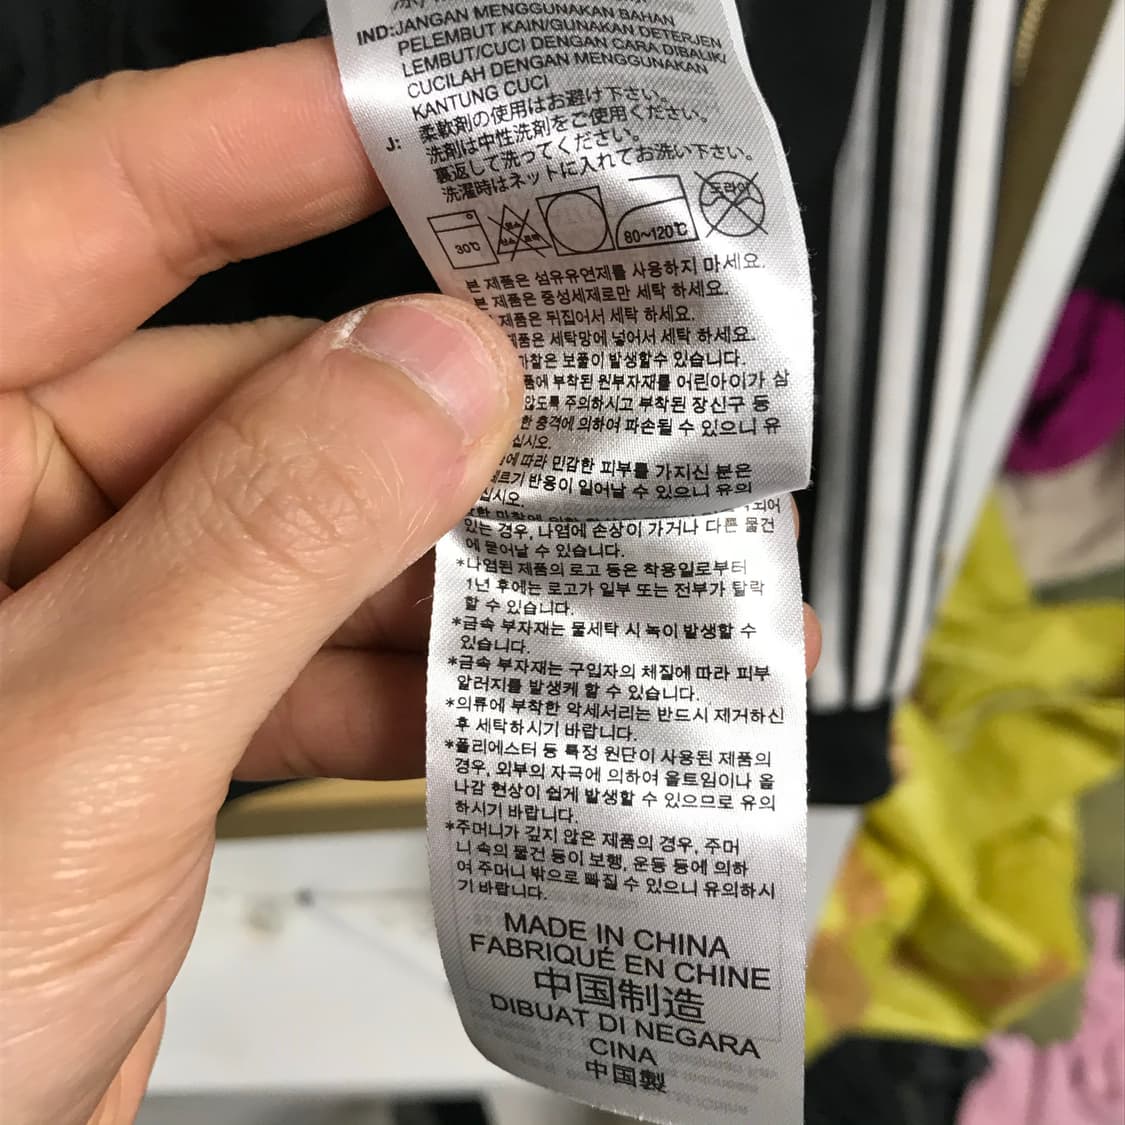 IND:JANGAN MENGGUNAKAN BAHAN
PELEMBUT KAIN/GUNAKAN DETERJEN
LEMBUT/CUCI DENGAN CARA DIBALIK/
CUCILAH DENGAN MENGGUNAKAN
KANTUNG CUCI
J: 柔軟剤の使用はお避け下さい。
洗剤は中性洗剤をご使用ください。
裏返して洗ってください。
洗濯時はネットに入れてお洗い下さい。
30℃
80~120℃
드라이
본 제품은 섬유유연제를 사용하지 마세요.
본 제품은 중성세제로만 세탁 하세요.
제품은 뒤집어서 세탁 하세요.
제품은 세탁망에 넣어서 세탁 하세요.
마찰은 보풀이 발생할수 있습니다.
품에 부착된 원부자재를 어린아이가 삼
않도록 주의하시고 부착된 장신구 등
한 충격에 의하여 파손될 수 있으니 유
십시오.
에 따라 민감한 피부를 가지신 분은
레르기 반응이 일어날 수 있으니 유의
십시오.
있는 경우, 나염에 손상이 가거나 다른 물건
에 묻어날 수 있습니다.
*나염된 제품의 로고 등은 착용일로부터
1년 후에는 로고가 일부 또는 전부가 탈락
할 수 있습니다.
*금속 부자재는 물세탁 시 녹이 발생할 수
있습니다.
*금속 부자재는 구입자의 체질에 따라 피부
알러지를 발생케 할 수 있습니다.
*의류에 부착한 악세서리는 반드시 제거하신
후 세탁하시기 바랍니다.
*폴리에스터 등 특정 원단이 사용된 제품의
경우, 외부의 자극에 의하여 올트임이나 올
나감 현상이 쉽게 발생할 수 있으므로 유의
하시기 바랍니다.
*주머니가 깊지 않은 제품의 경우, 주머
니 속의 물건 등이 보행, 운동 등에 의하
여 주머니 밖으로 빠질 수 있으니 유의하시
기 바랍니다.
MADE IN CHINA
FABRIQUÉ EN CHINE
中国制造
DIBUAT DI NEGARA
CINA
中国製